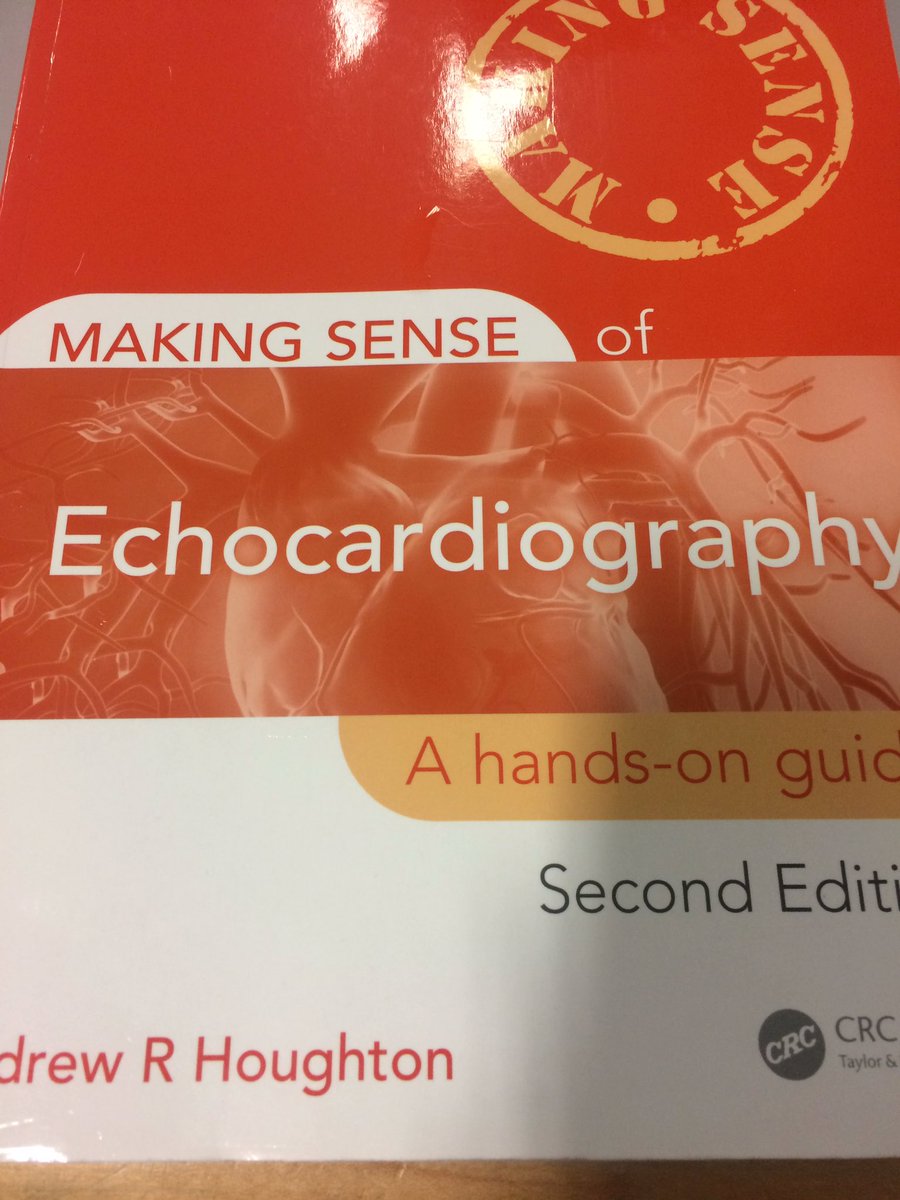 MAKING SENSE •
MAKING SENSE of
Echocardiography
A hands-on guid
Second Editi
drew R Houghton
CRC CRC
Taylor &